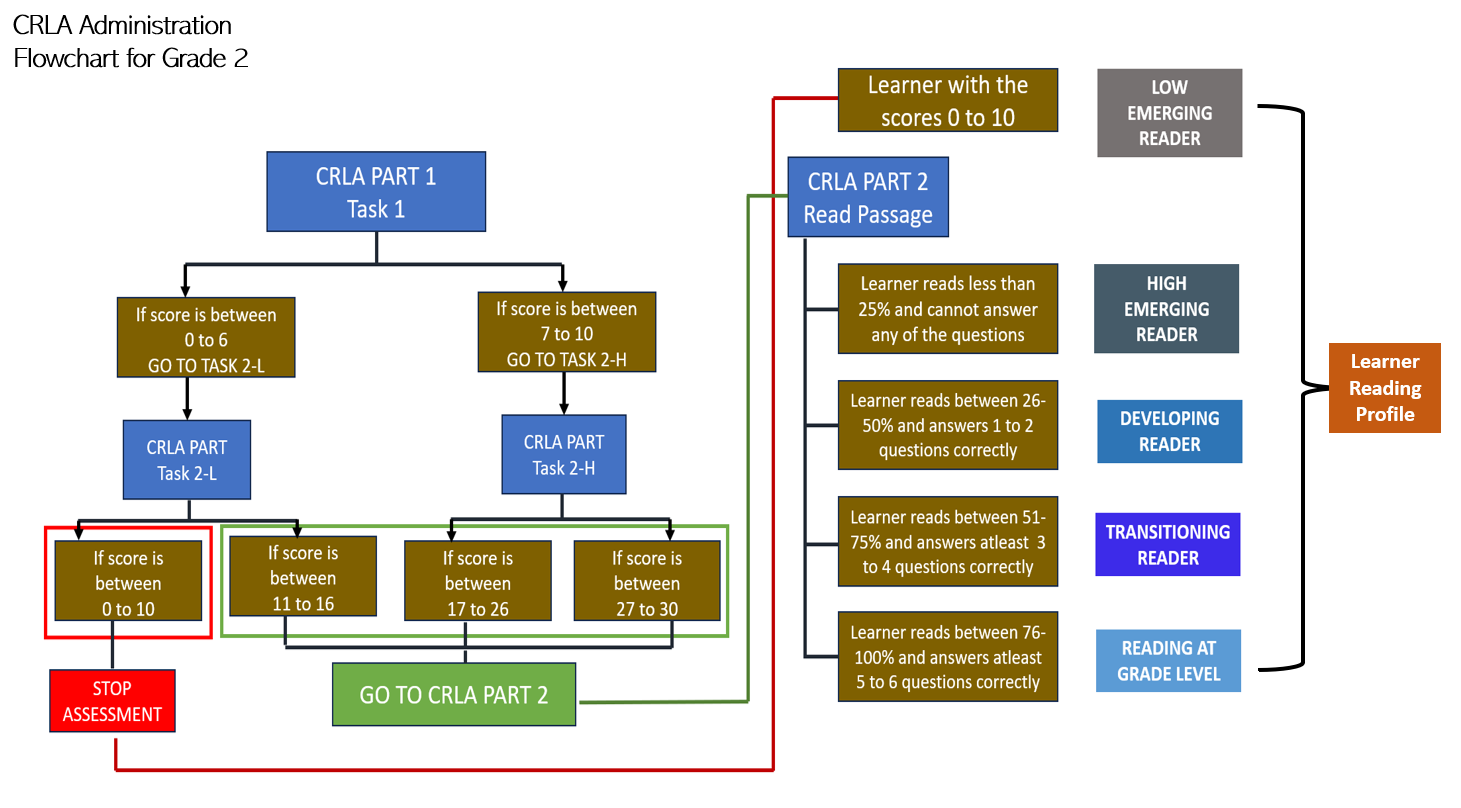 CRLA Administration
Flowchart for Grade 2
CRLA PART 1
Task 1
If score is between
0 to 6
GO TO TASK 2-L
If score is between
7 to 10
GO TO TASK 2-H
CRLA PART
Task 2-L
CRLA PART
Task 2-H
If score is
between
0 to 10
If score is
between
11 to 16
If score is
between
17 to 26
If score is
between
27 to 30
STOP
ASSESSMENT
GO TO CRLA PART 2
Learner with the
scores 0 to 10
LOW
EMERGING
READER
CRLA PART 2
Read Passage
Learner reads less than
25% and cannot answer
any of the questions
HIGH
EMERGING
READER
Learner reads between 26-
50% and answers 1 to 2
questions correctly
DEVELOPING
READER
Learner reads between 51-
75% and answers atleast 3
to 4 questions correctly
TRANSITIONING
READER
Learner reads between 76-
100% and answers atleast
5 to 6 questions correctly
READING AT
GRADE LEVEL
Learner
Reading
Profile